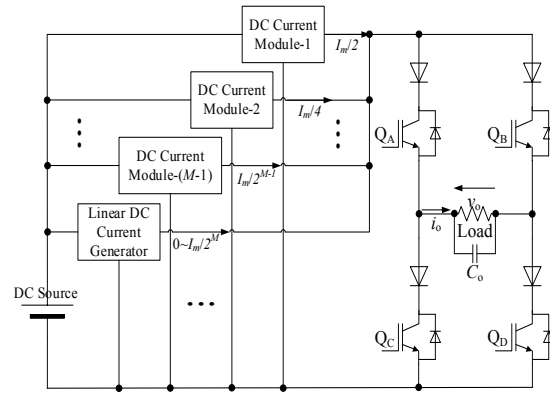 DC Current
Module-1
I_m/2
DC Current
Module-2
I_m/4
DC Current
Module-(M-1)
I_m/2^{M-1}
Linear DC
Current
Generator
0~I_m/2^M
DC Source
Q_A
Q_B
v_o
i_o
Load
C_o
Q_C
Q_D